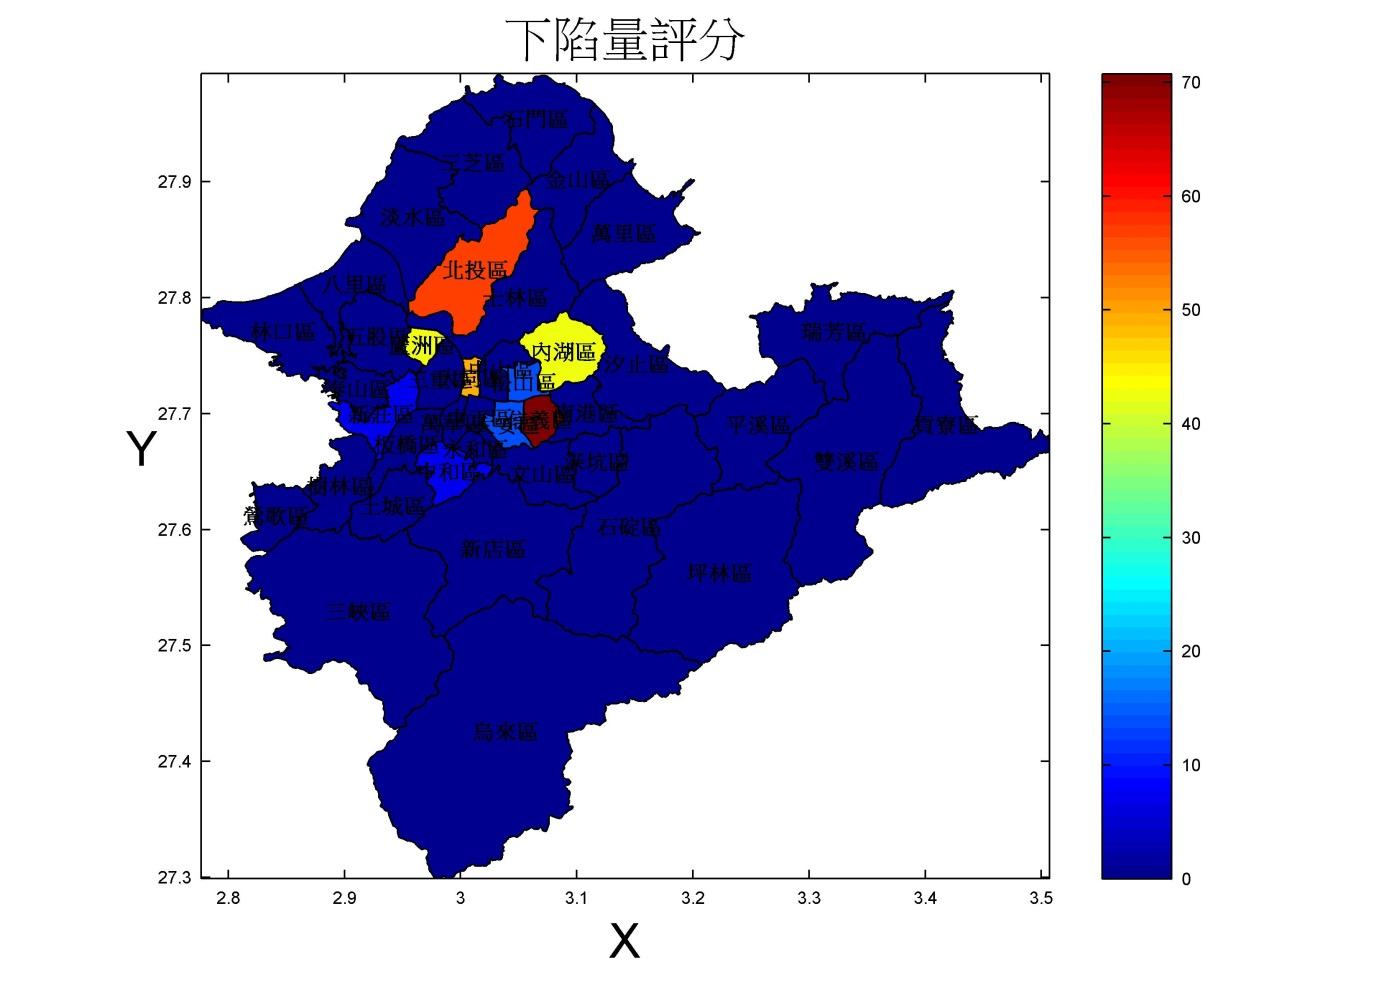 下陷量評分
石門區
三芝區
金山區
淡水區
萬里區
北投區
八里區
士林區
林口區
五股區
蘆洲區
內湖區
瑞芳區
汐止區
三重區
中山區
松山區
泰山區
新莊區
南港區
平溪區
貢寮區
板橋區
永和區
中和區
文山區
深坑區
雙溪區
樹林區
土城區
鶯歌區
石碇區
新店區
坪林區
三峽區
烏來區
Y
27.9
27.8
27.7
27.6
27.5
27.4
27.3
2.8 2.9 3 3.1 3.2 3.3 3.4 3.5
X
70
60
50
40
30
20
10
0